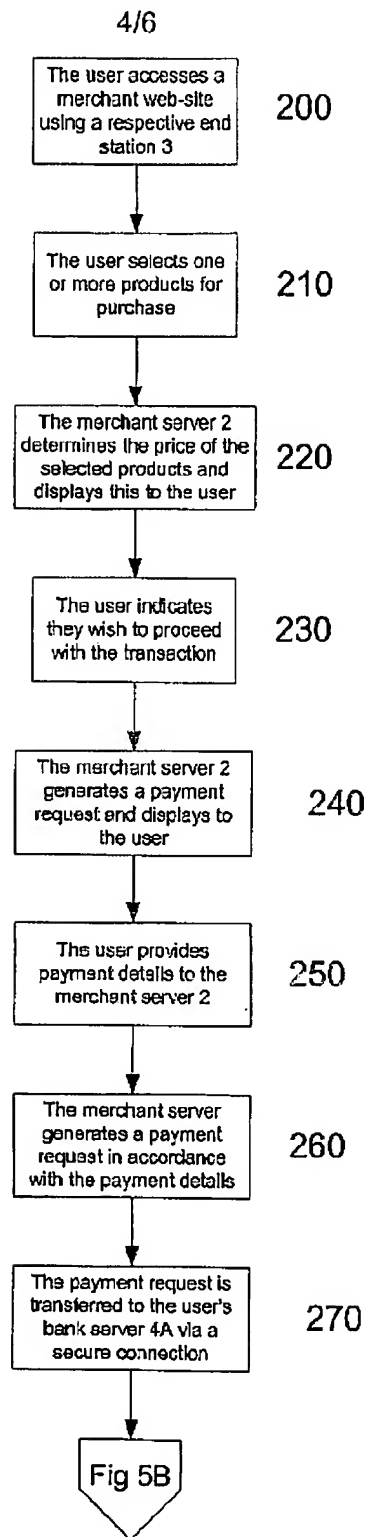 4/6
The user accesses a
merchant web-site
using a respective end
station 3
200
The user selects one
or more products for
purchase
210
The merchant server 2
determines the price of the
selected products and
displays this to the user
220
The user indicates
they wish to proceed
with the transaction
230
The merchant server 2
generates a payment
request and displays to
the user
240
The user provides
payment details to the
merchant server 2
250
The merchant server
generates a payment
request in accordance
with the payment details
260
The payment request is
transferred to the user's
bank server 4A via a
secure connection
270
Fig 5B